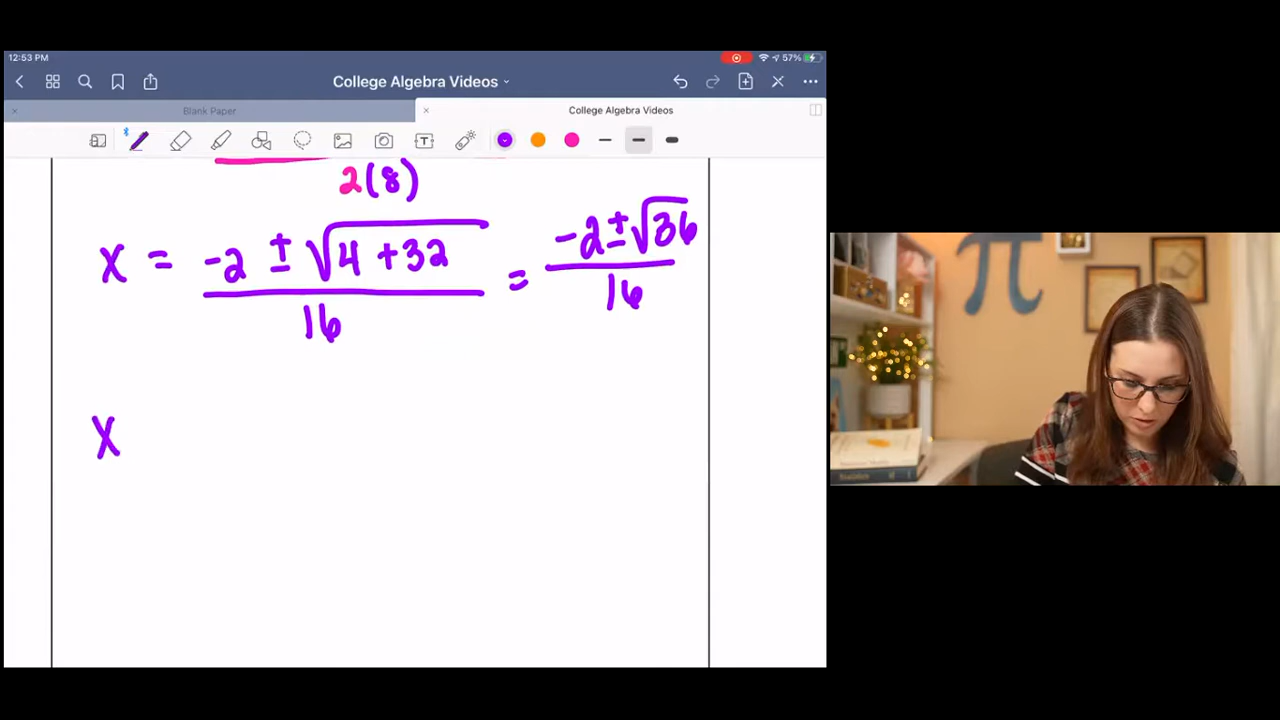 12:53 PM
57%
College Algebra Videos
Blank Paper
College Algebra Videos
T
2(8)
x = -2 ± √4 + 32 = -2 ± √36
16 16
x
π